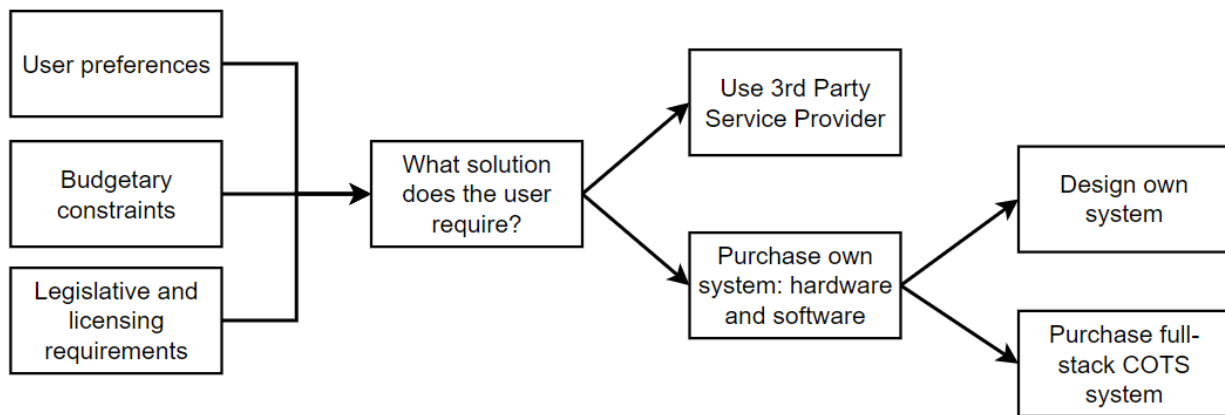 User preferences
Budgetary
constraints
Legislative and
licensing
requirements
What solution
does the user
require?
Use 3rd Party
Service Provider
Purchase own
system: hardware
and software
Design own
system
Purchase full-
stack COTS
system